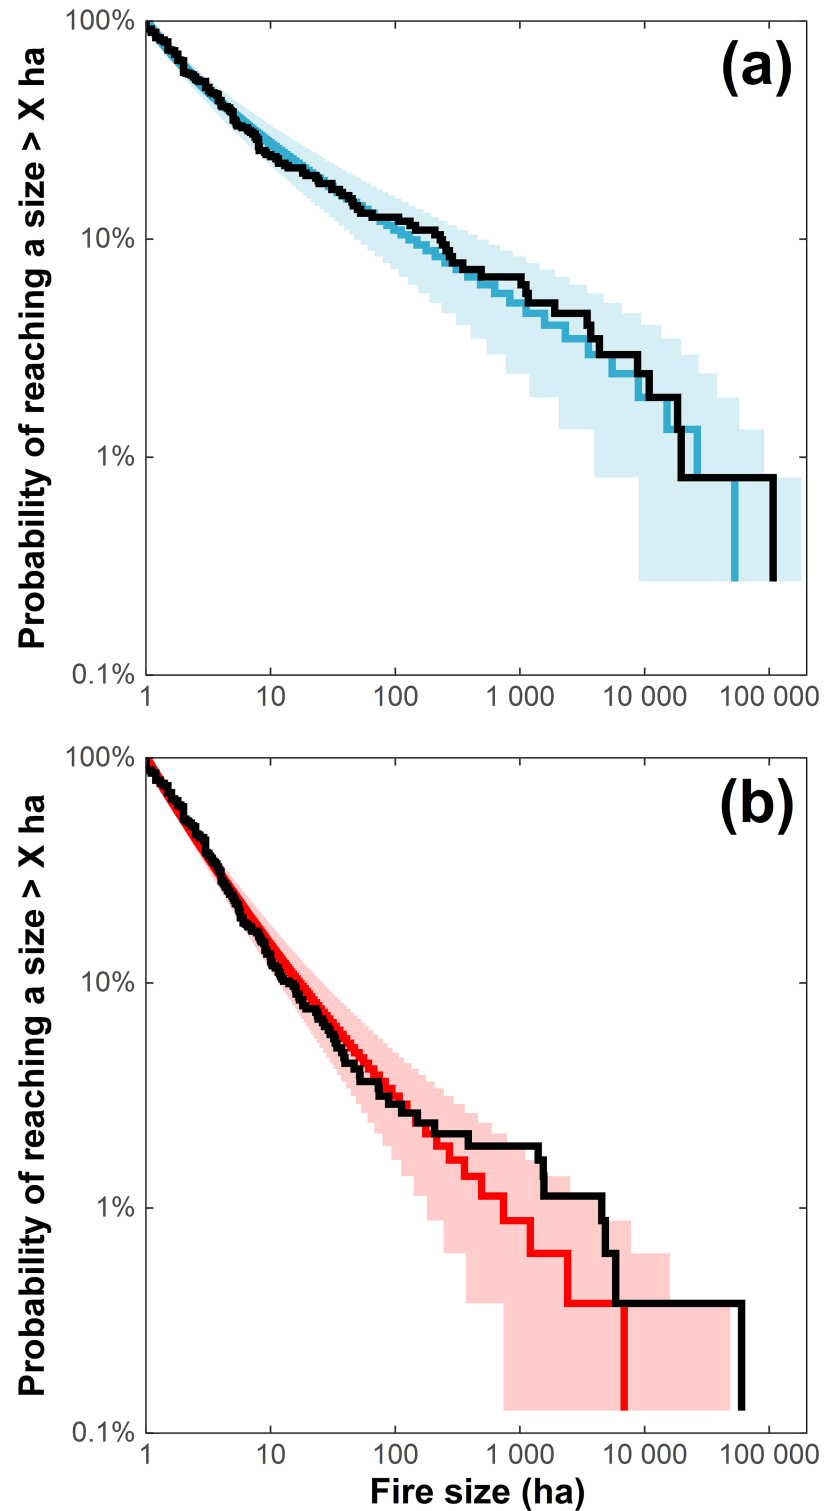 100%
(a)
Probability of reaching a size > X ha
10%
1%
0.1%
1 10 100 1 000 10 000 100 000
100%
(b)
Probability of reaching a size > X ha
10%
1%
0.1%
1 10 100 1 000 10 000 100 000
Fire size (ha)